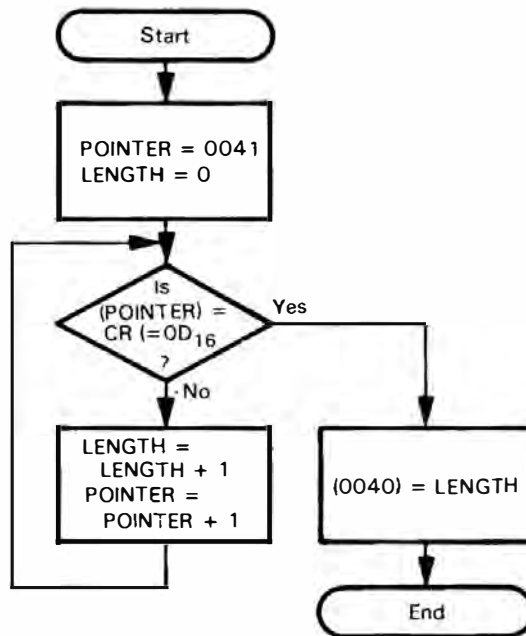 Start
POINTER = 0041
LENGTH = 0
Is
(POINTER) =
CR (=0D16
?
Yes
No
LENGTH =
LENGTH + 1
POINTER =
POINTER + 1
(0040) = LENGTH
End